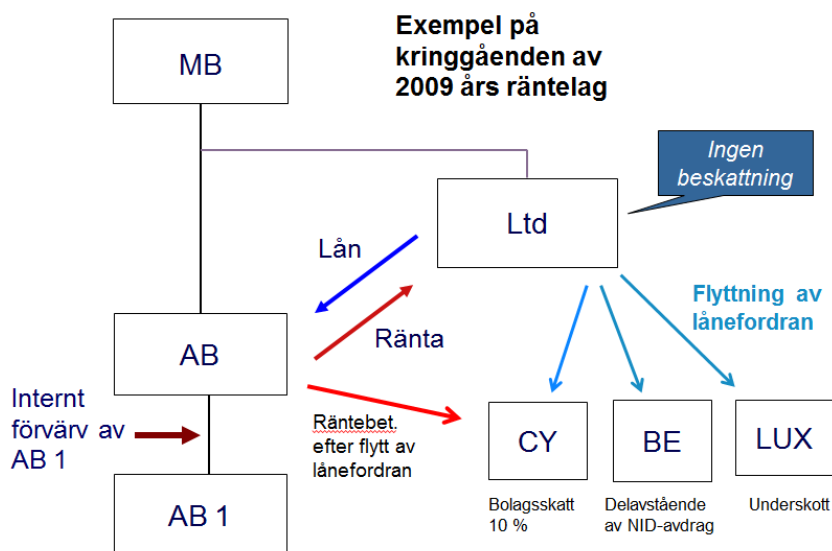 Exempel på
kringgåenden av
2009 års räntelag
MB
Ingen
beskattning
Ltd
Lån
Ränta
Flyttning av
lånefordran
AB
Internt
förvärv av
AB 1
Räntebet.
efter flytt av
lånefordran
CY
BE
LUX
Bolagsskatt
10 %
Delavstående
av NID-avdrag
Underskott
AB 1